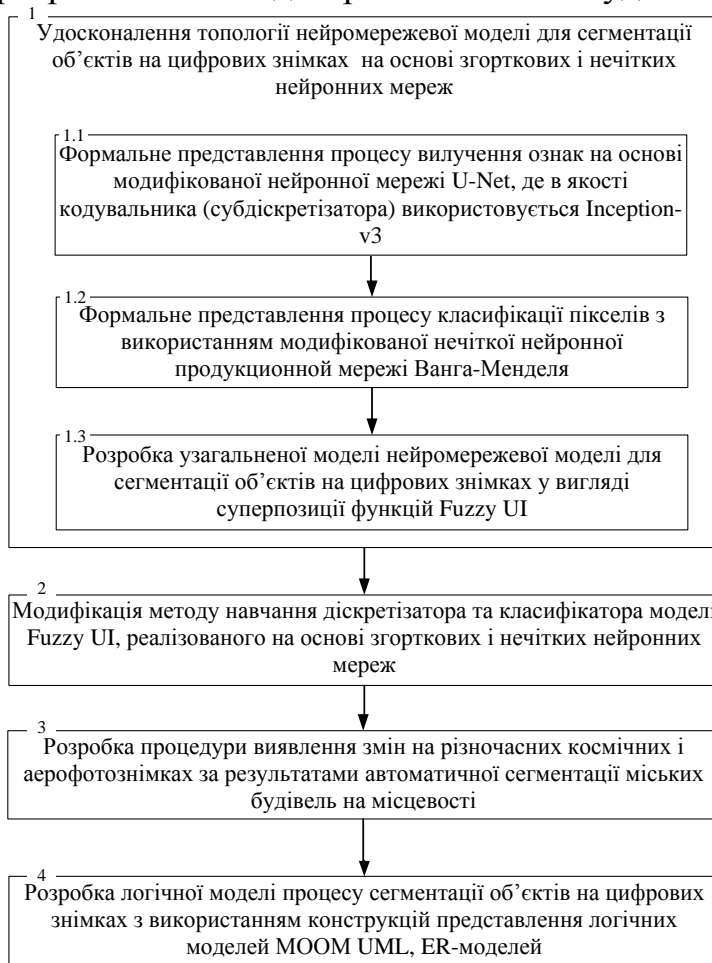 1
Удосконалення топології нейромережевої моделі для сегментації
об’єктів на цифрових знімках на основі згорткових і нечітких
нейронних мереж
1.1
Формальне представлення процесу вилучення ознак на основі
модифікованої нейронної мережі U-Net, де в якості
кодувальника (субдіскретізатора) використовується Inception-
v3
1.2
Формальне представлення процесу класифікації пікселів з
використанням модифікованої нечіткої нейронної
продукционной мережі Ванга-Менделя
1.3
Розробка узагальненої моделі нейромережевої моделі для
сегментації об’єктів на цифрових знімках у вигляді
суперпозиції функцій Fuzzy UI
2
Модифікація методу навчання діскретізатора та класифікатора моделі
Fuzzy UI, реалізованого на основі згорткових і нечітких нейронних
мереж
3
Розробка процедури виявлення змін на різночасних космічних і
аерофотознімках за результатами автоматичної сегментації міських
будівель на місцевості
4
Розробка логічної моделі процесу сегментації об’єктів на цифрових
знімках з використанням конструкцій представлення логічних
моделей МООМ UML, ER-моделей